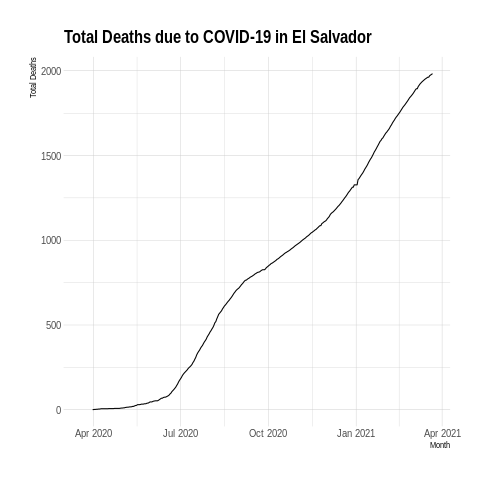 Total Deaths due to COVID-19 in El Salvador
Total Deaths
2000
1500
1000
500
0
Apr 2020 Jul 2020 Oct 2020 Jan 2021 Apr 2021
Month